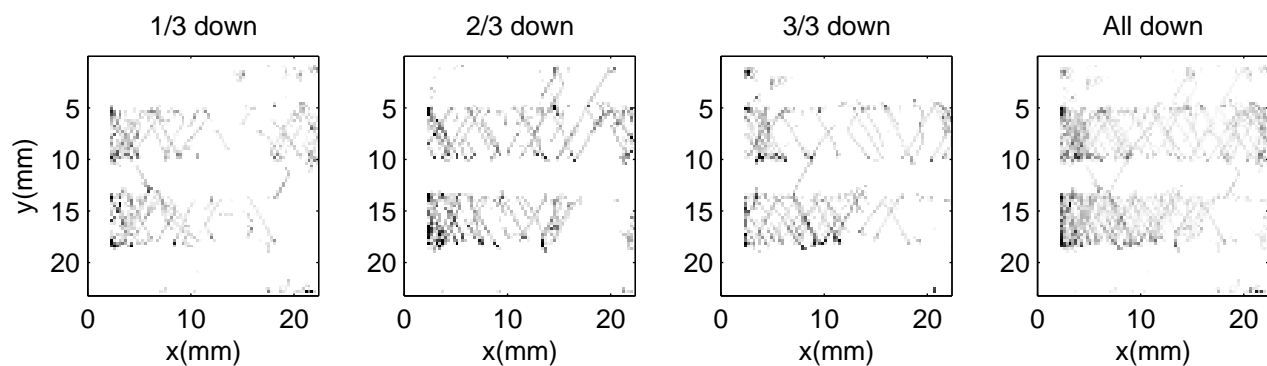 1/3 down 2/3 down 3/3 down All down
5 5 5 5
10 10 10 10
y(mm)
15 15 15 15
20 20 20 20
0 10 20 0 10 20 0 10 20 0 10 20
x(mm) x(mm) x(mm) x(mm)